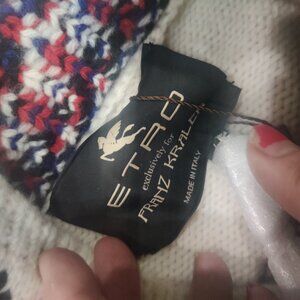 ETRO
exclusively for
FRANZ KRALER
MADE IN ITALY